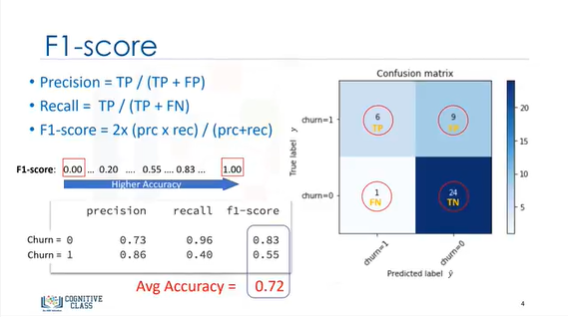 F1-score
• Precision = TP / (TP + FP)
• Recall = TP / (TP + FN)
• F1-score = 2x (prc x rec) / (prc+rec)
F1-score: 0.00 ... 0.20 .... 0.55 .... 0.83 ... 1.00
Higher Accuracy
precision recall f1-score
Churn = 0 0.73 0.96 0.83
Churn = 1 0.86 0.40 0.55
Avg Accuracy = 0.72
Confusion matrix
True label y
churn=1
churn=0
6
TP
9
1
FN
24
TN
20
15
10
5
churn=1
churn=0
Predicted label ŷ
COGNITIVE
CLASS
4